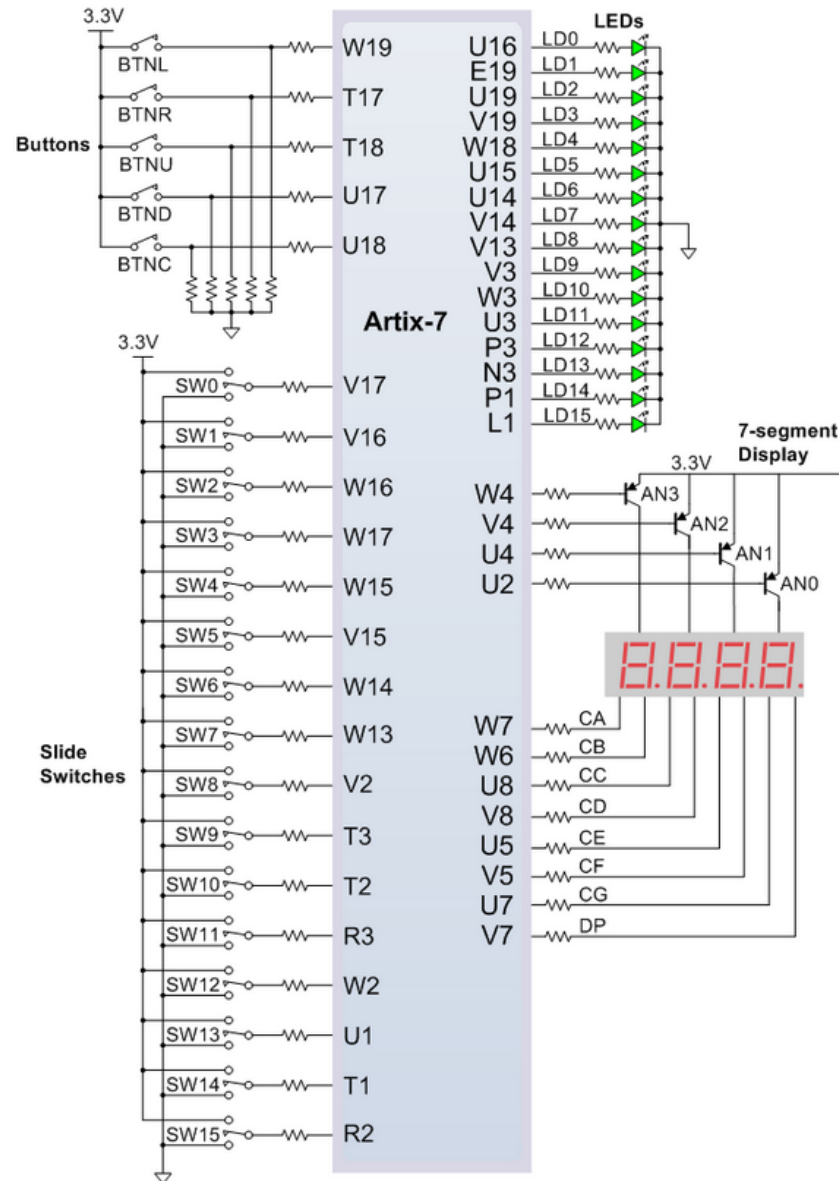 3.3V
BTNL
W19
BTNR
T17
Buttons
BTNU
T18
BTND
U17
BTNC
U18
Artix-7
LEDs
U16 LD0
E19 LD1
U19 LD2
V19 LD3
W18 LD4
U15 LD5
U14 LD6
V14 LD7
V13 LD8
V3 LD9
W3 LD10
U3 LD11
P3 LD12
N3 LD13
P1 LD14
L1 LD15
3.3V
SW0 V17
SW1 V16
SW2 W16
SW3 W17
SW4 W15
SW5 V15
SW6 W14
SW7 W13
Slide
Switches
SW8 V2
SW9 T3
SW10 T2
SW11 R3
SW12 W2
SW13 U1
SW14 T1
SW15 R2
7-segment
Display
3.3V
W4 AN3
V4 AN2
U4 AN1
U2 AN0
8.8.8.8.
W7 CA
W6 CB
U8 CC
V8 CD
U5 CE
V5 CF
U7 CG
V7 DP